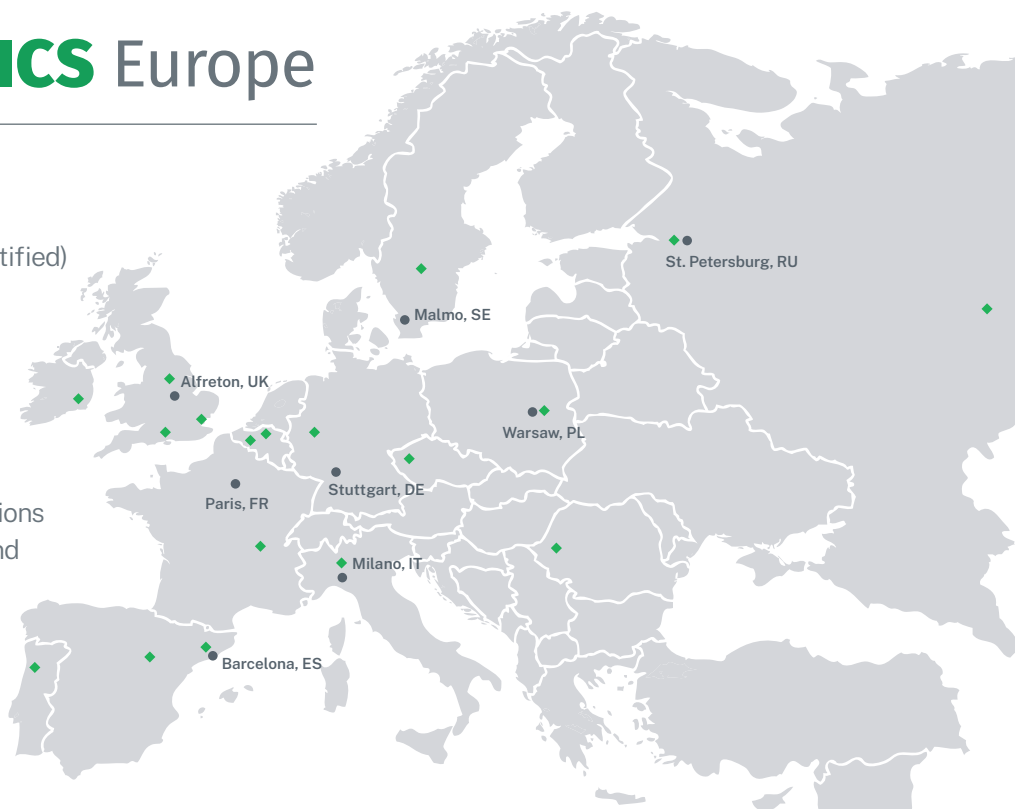 ICS Europe
tified)
St. Petersburg, RU
Malmo, SE
Alfreton, UK
Warsaw, PL
Stuttgart, DE
Paris, FR
ions
nd
Milano, IT
Barcelona, ES